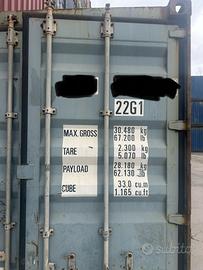 22G1
MAX. GROSS 30.480 kg
67.200 lb
TARE 2.300 kg
5.070 lb
PAYLOAD 28.180 kg
62.130 lb
CUBE 33.0 cu.m
1.165 cu.ft
subito